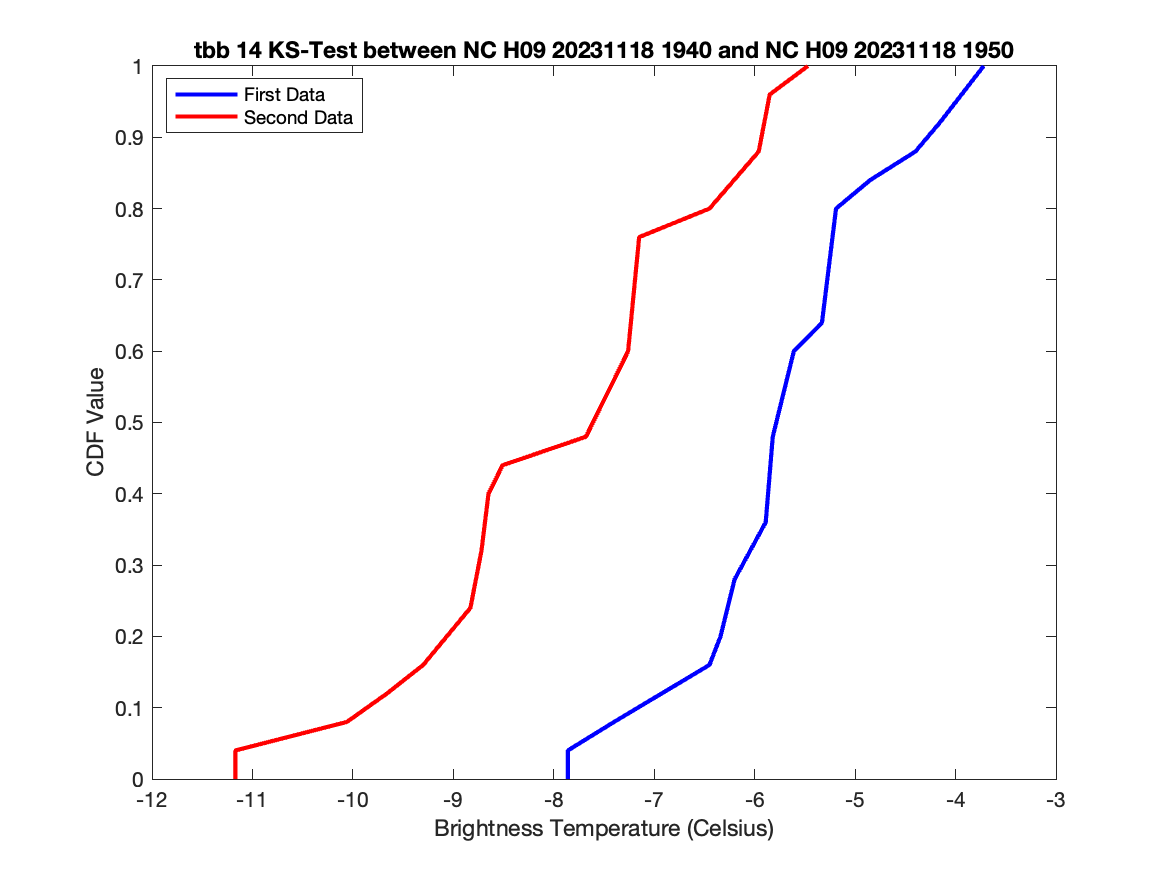 tbb 14 KS-Test between NC H09 20231118 1940 and NC H09 20231118 1950
First Data
Second Data
1
0.9
0.8
0.7
0.6
0.5
0.4
0.3
0.2
0.1
0
CDF Value
-12 -11 -10 -9 -8 -7 -6 -5 -4 -3
Brightness Temperature (Celsius)